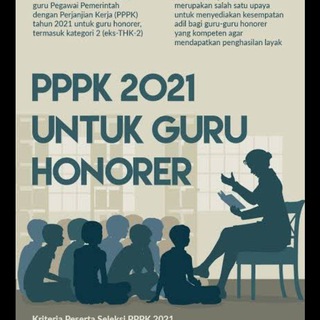 guru Pegawai Pemerintah
dengan Perjanjian Kerja (PPPK)
tahun 2021 untuk guru honorer,
termasuk kategori 2 (eks-THK-2)
merupakan salah satu upaya
untuk menyediakan kesempatan
adil bagi guru-guru honorer
yang kompeten agar
mendapatkan penghasilan layak
PPPK 2021
UNTUK GURU
HONORER
Kriteria Peserta Seleksi PPPK 2021